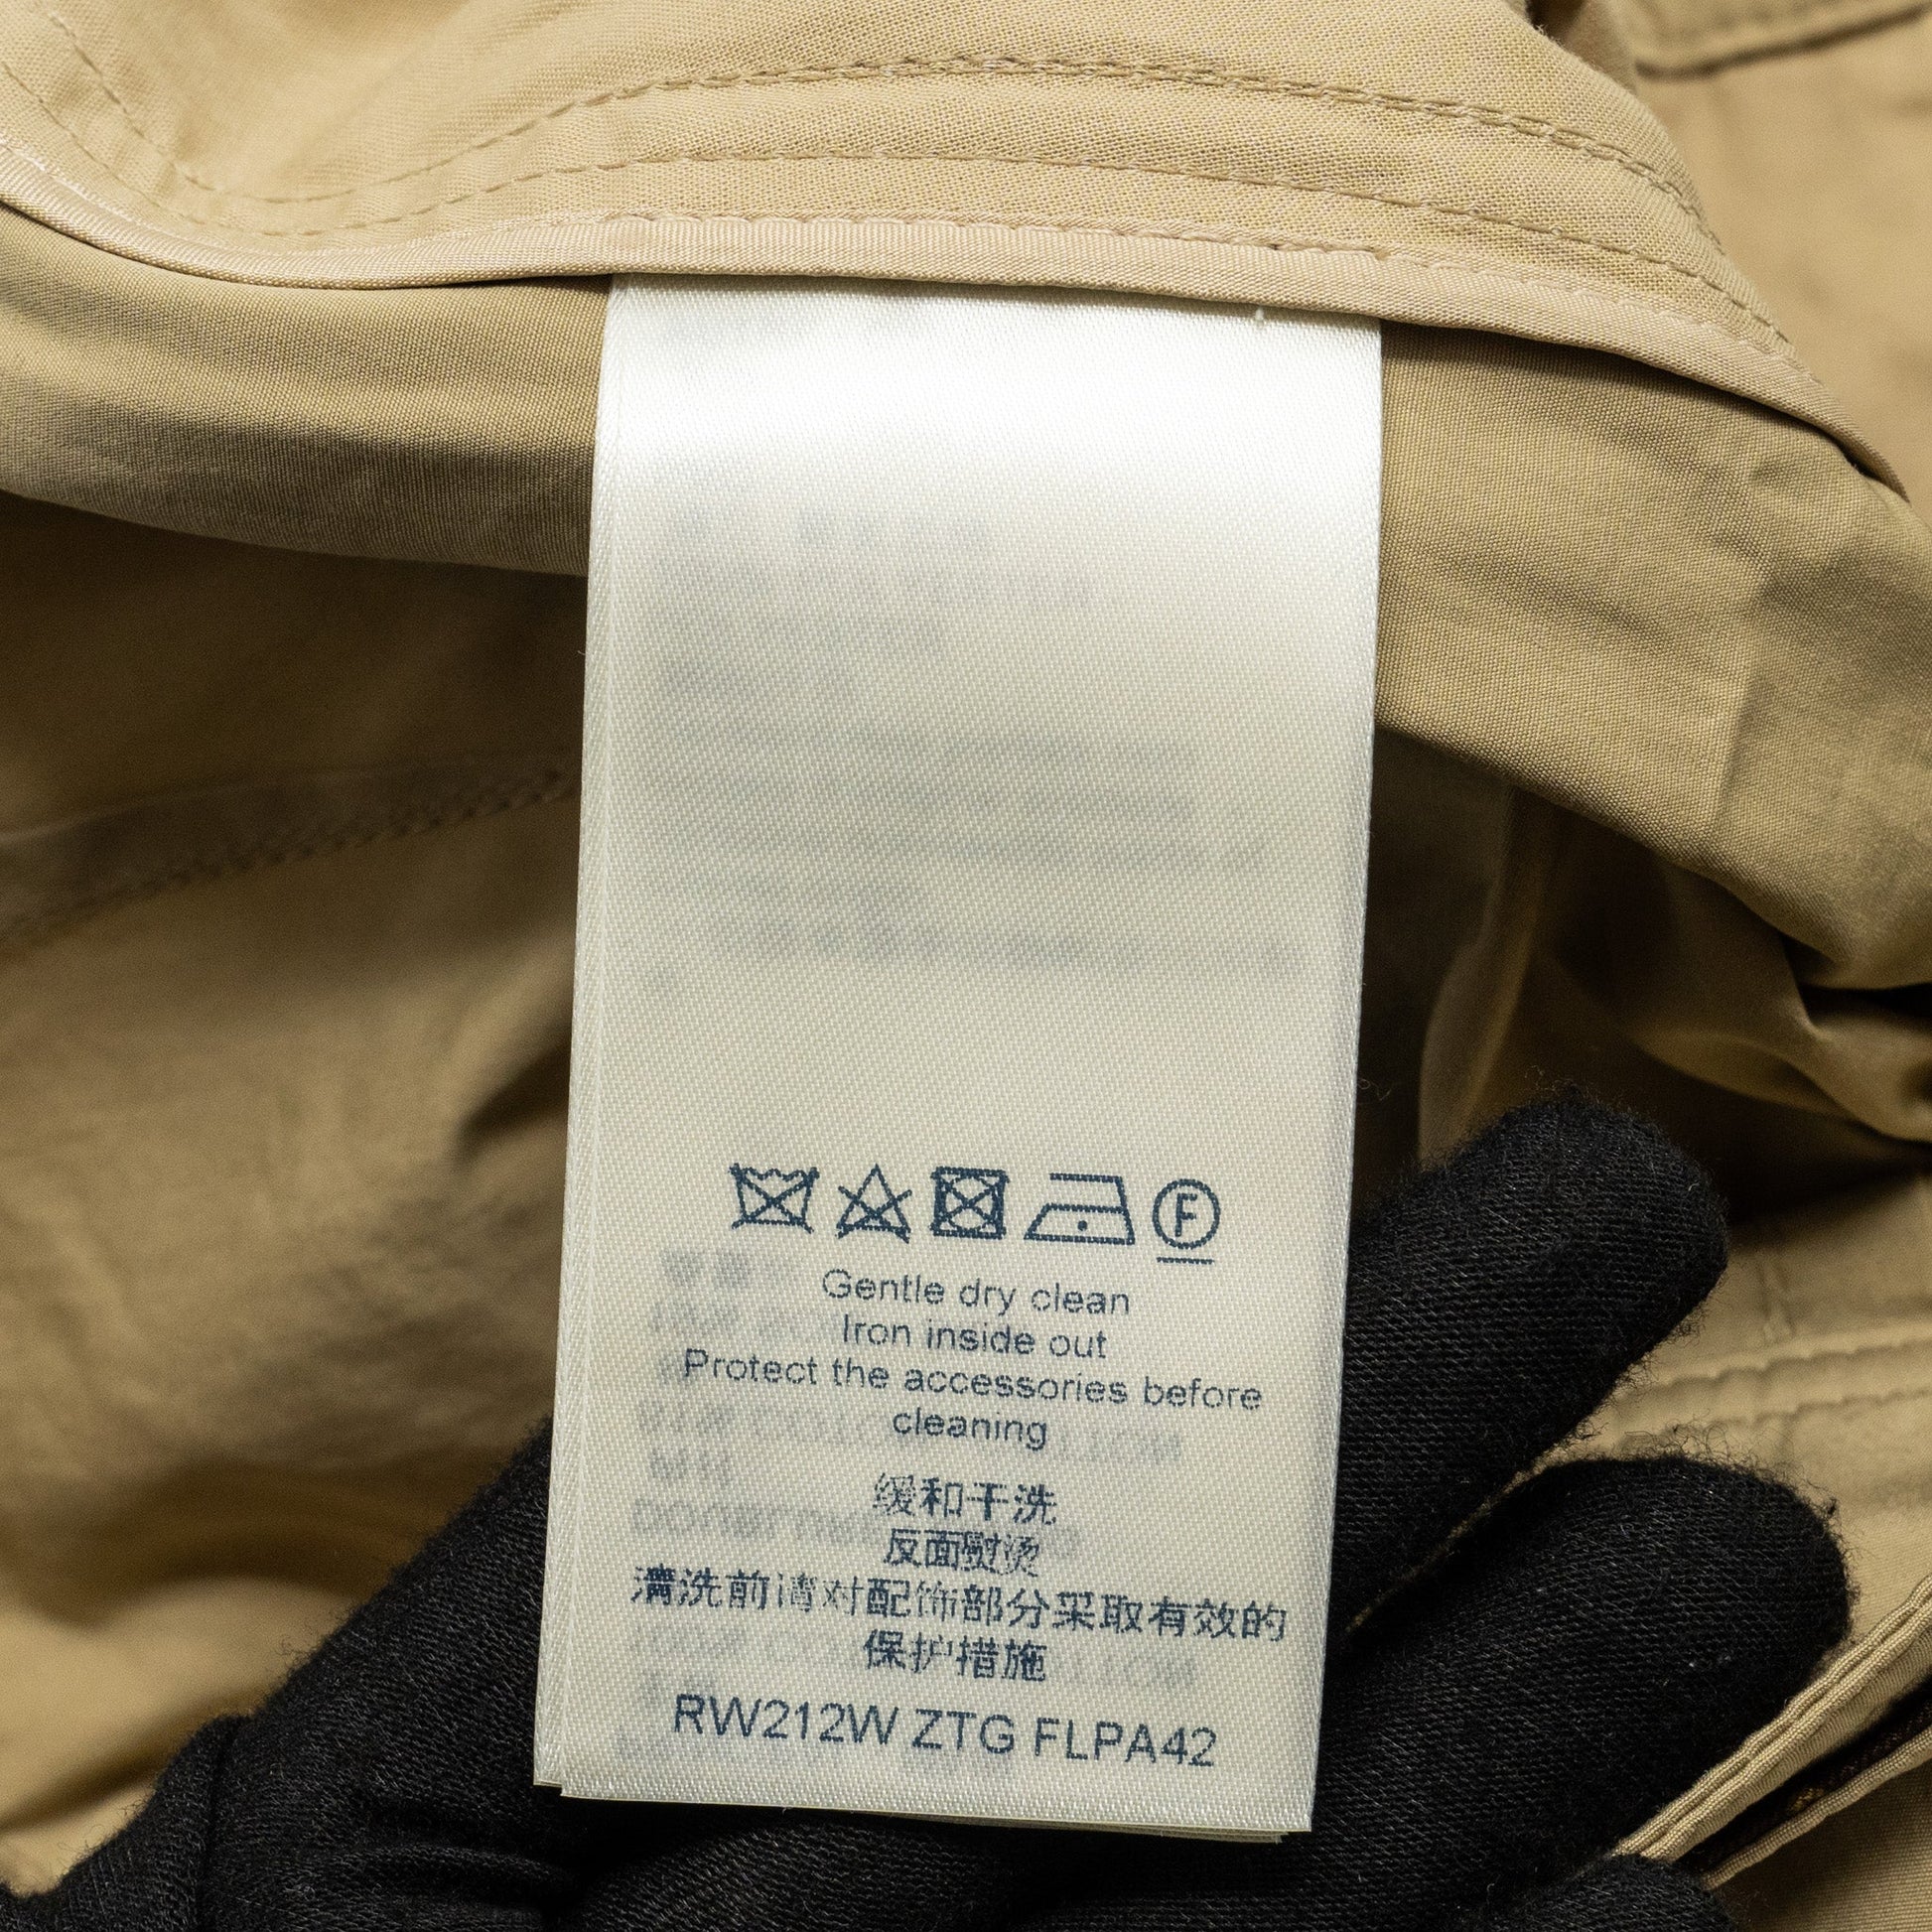 F
Gentle dry clean
Iron inside out
Protect the accessories before
cleaning
缓和干洗
反面熨烫
清洗前请对配饰部分采取有效的
保护措施
RW212W ZTG FLPA42